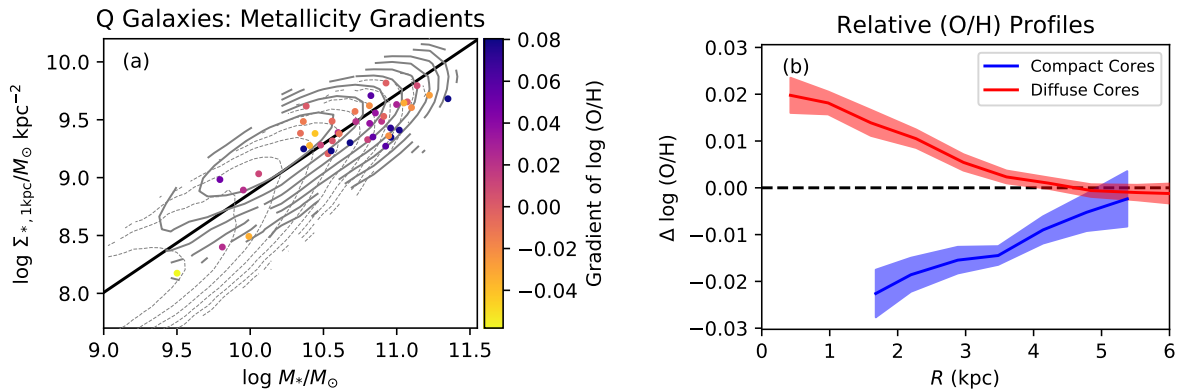 Q Galaxies: Metallicity Gradients
(a)
10.0
9.5
9.0
8.5
8.0
log Σ*, 1kpc/M⊙ kpc⁻²
9.0 9.5 10.0 10.5 11.0 11.5
log M*/M⊙
0.08
0.06
0.04
0.02
0.00
−0.02
−0.04
Gradient of log (O/H)
Relative (O/H) Profiles
(b)
Compact Cores
Diffuse Cores
0.03
0.02
0.01
0.00
−0.01
−0.02
−0.03
Δ log (O/H)
0 1 2 3 4 5 6
R (kpc)